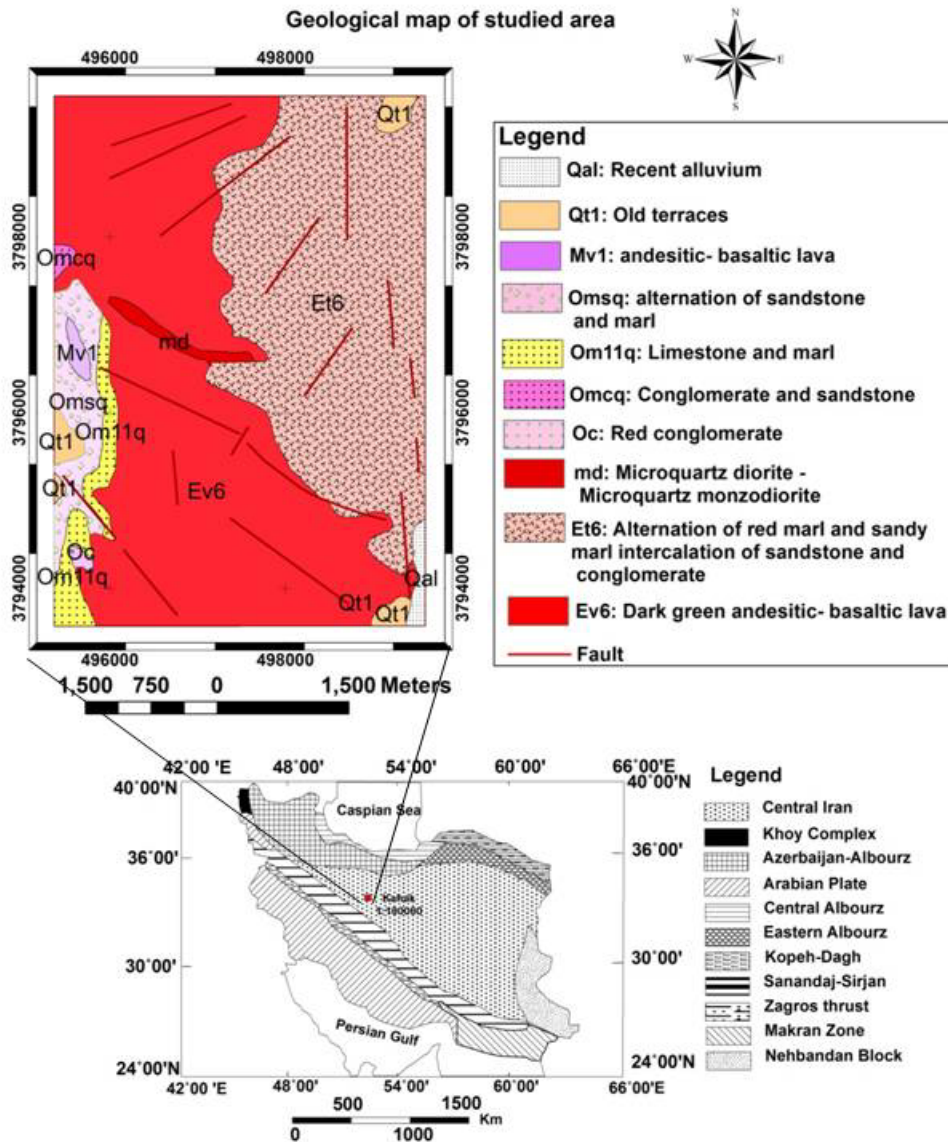 Geological map of studied area
N
W E
S
496000 498000
3798000 3798000
3796000 3796000
3794000 3794000
Qt1
Omcq
Et6
md
Mv1
Omsq
Om11q
Qt1
Ev6
Qt1
Oc
Om11q
Qal
Qt1
Qt1
496000 498000
1,500 750 0 1,500 Meters
Legend
Qal: Recent alluvium
Qt1: Old terraces
Mv1: andesitic- basaltic lava
Omsq: alternation of sandstone
and marl
Om11q: Limestone and marl
Omcq: Conglomerate and sandstone
Oc: Red conglomerate
md: Microquartz diorite -
Microquartz monzodiorite
Et6: Alternation of red marl and sandy
marl intercalation of sandstone and
conglomerate
Ev6: Dark green andesitic- basaltic lava
Fault
42°00' E 48°00' 54°00' 60°00' 66°00'E
40°00'N 40°00'N
36°00' 36°00'
30°00' 30°00'
24°00'N 24°00'N
42°00'E 48°00' 54°00' 60°00' 66°00'E
Caspian Sea
1:100000
Persian Gulf
500 1500
Km
0 1000
Legend
Central Iran
Khoy Complex
Azerbaijan-Albourz
Arabian Plate
Central Albourz
Eastern Albourz
Kopeh-Dagh
Sanandaj-Sirjan
Zagros thrust
Makran Zone
Nehbandan Block